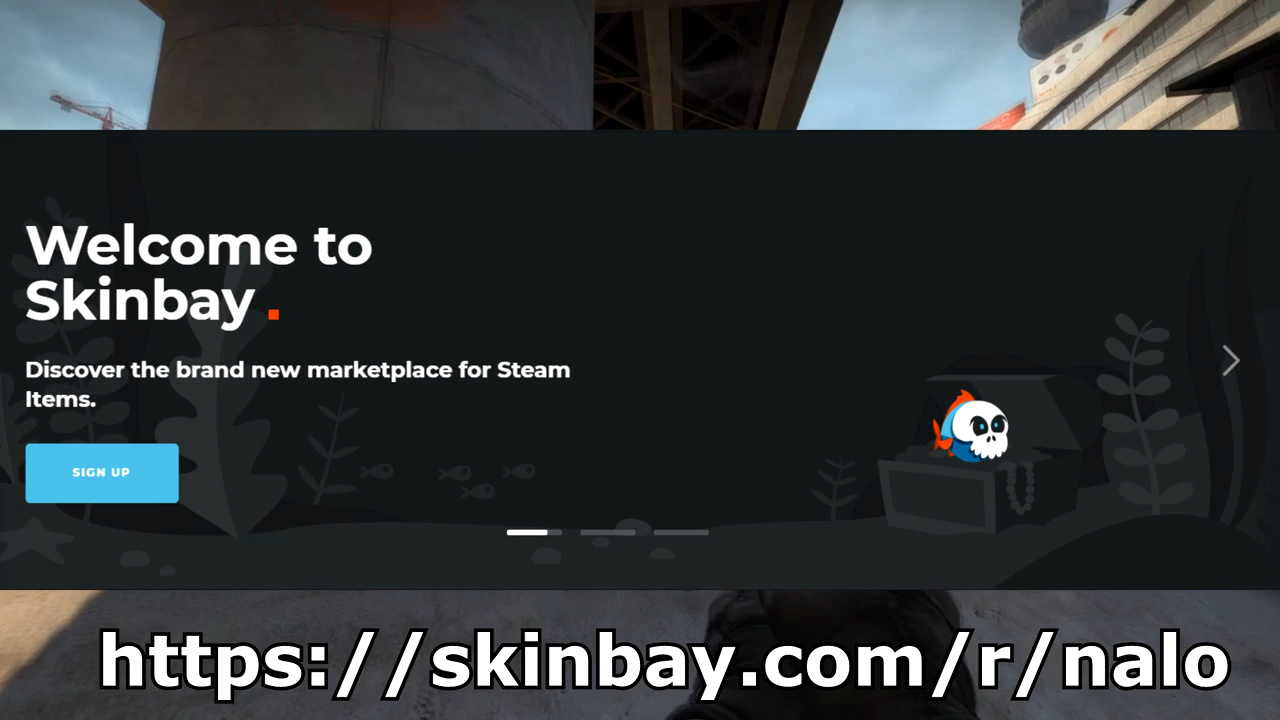 Welcome to
Skinbay.
Discover the brand new marketplace for Steam
Items.
SIGN UP
https://skinbay.com/r/nalo